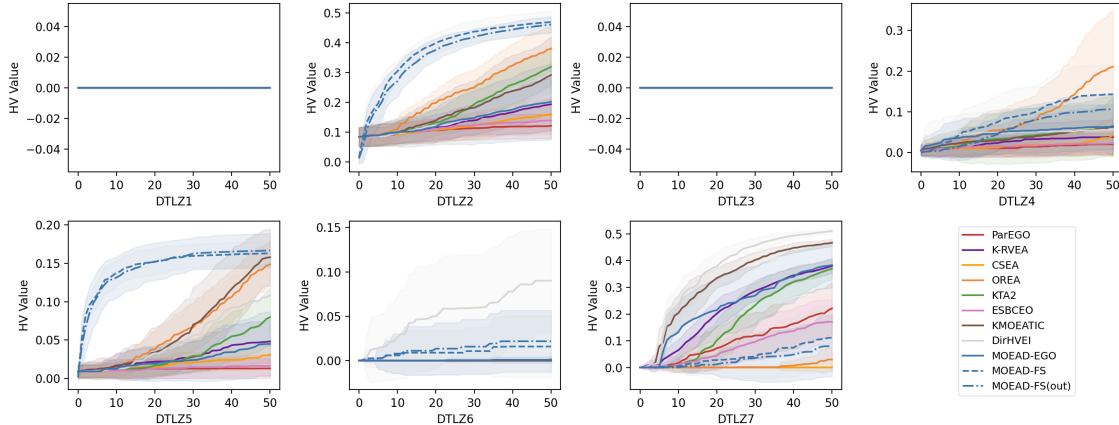 0.04
0.02
0.00
−0.02
−0.04
HV Value
0 10 20 30 40 50
DTLZ1
0.5
0.4
0.3
0.2
0.1
0.0
HV Value
0 10 20 30 40 50
DTLZ2
0.04
0.02
0.00
−0.02
−0.04
HV Value
0 10 20 30 40 50
DTLZ3
0.3
0.2
0.1
0.0
HV Value
0 10 20 30 40 50
DTLZ4
0.20
0.15
0.10
0.05
0.00
HV Value
0 10 20 30 40 50
DTLZ5
0.15
0.10
0.05
0.00
HV Value
0 10 20 30 40 50
DTLZ6
0.5
0.4
0.3
0.2
0.1
0.0
HV Value
0 10 20 30 40 50
DTLZ7
ParEGO
K-RVEA
CSEA
OREA
KTA2
ESBCEO
KMOEATIC
DirHVEI
MOEAD-EGO
MOEAD-FS
MOEAD-FS(out)